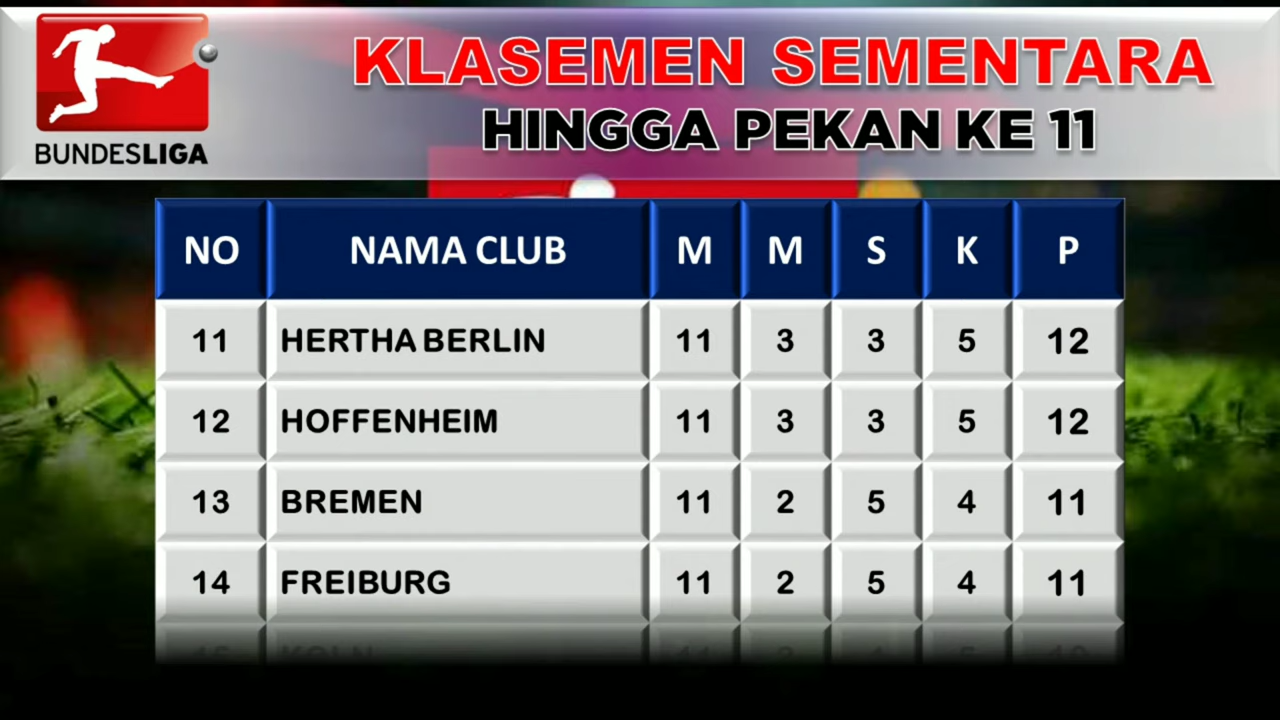 BUNDESLIGA
KLASEMEN SEMENTARA
HINGGA PEKAN KE 11
NO NAMA CLUB M M S K P
11 HERTHA BERLIN 11 3 3 5 12
12 HOFFENHEIM 11 3 3 5 12
13 BREMEN 11 2 5 4 11
14 FREIBURG 11 2 5 4 11